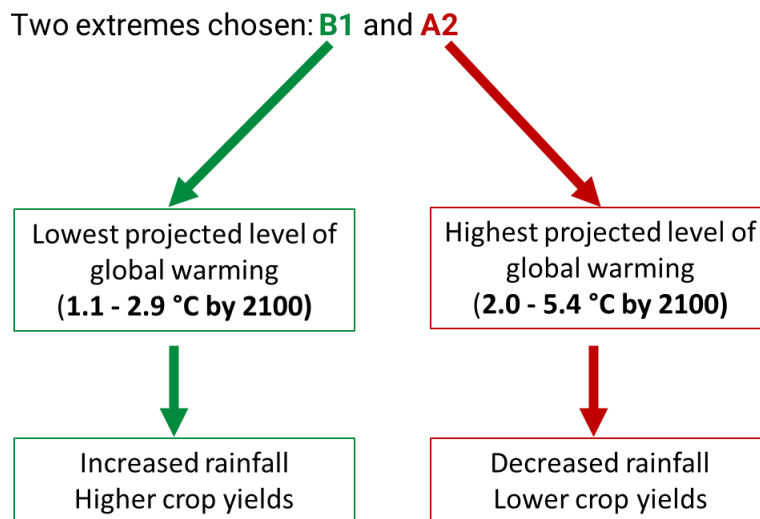 Two extremes chosen: B1 and A2
Lowest projected level of
global warming
(1.1 - 2.9 °C by 2100)
Highest projected level of
global warming
(2.0 - 5.4 °C by 2100)
Increased rainfall
Higher crop yields
Decreased rainfall
Lower crop yields